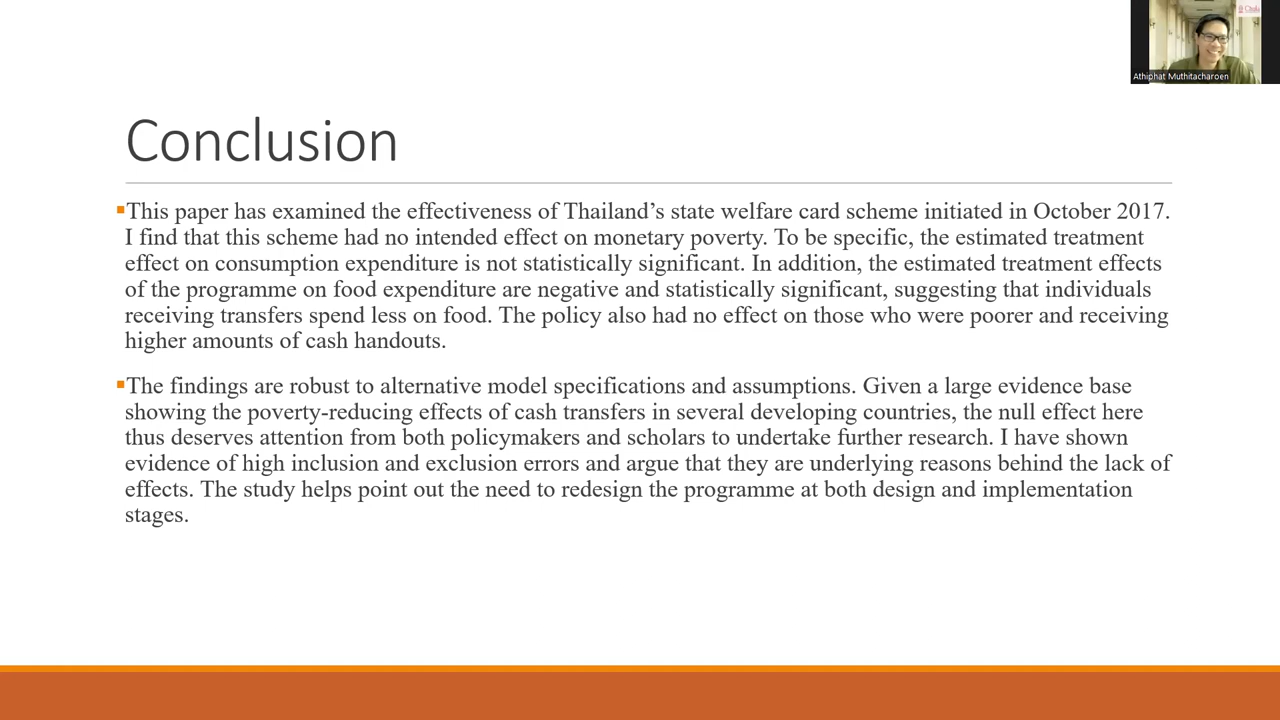 Chula
Athiphat Muthitacharoen
Conclusion
▪This paper has examined the effectiveness of Thailand’s state welfare card scheme initiated in October 2017.
I find that this scheme had no intended effect on monetary poverty. To be specific, the estimated treatment
effect on consumption expenditure is not statistically significant. In addition, the estimated treatment effects
of the programme on food expenditure are negative and statistically significant, suggesting that individuals
receiving transfers spend less on food. The policy also had no effect on those who were poorer and receiving
higher amounts of cash handouts.
▪The findings are robust to alternative model specifications and assumptions. Given a large evidence base
showing the poverty-reducing effects of cash transfers in several developing countries, the null effect here
thus deserves attention from both policymakers and scholars to undertake further research. I have shown
evidence of high inclusion and exclusion errors and argue that they are underlying reasons behind the lack of
effects. The study helps point out the need to redesign the programme at both design and implementation
stages.